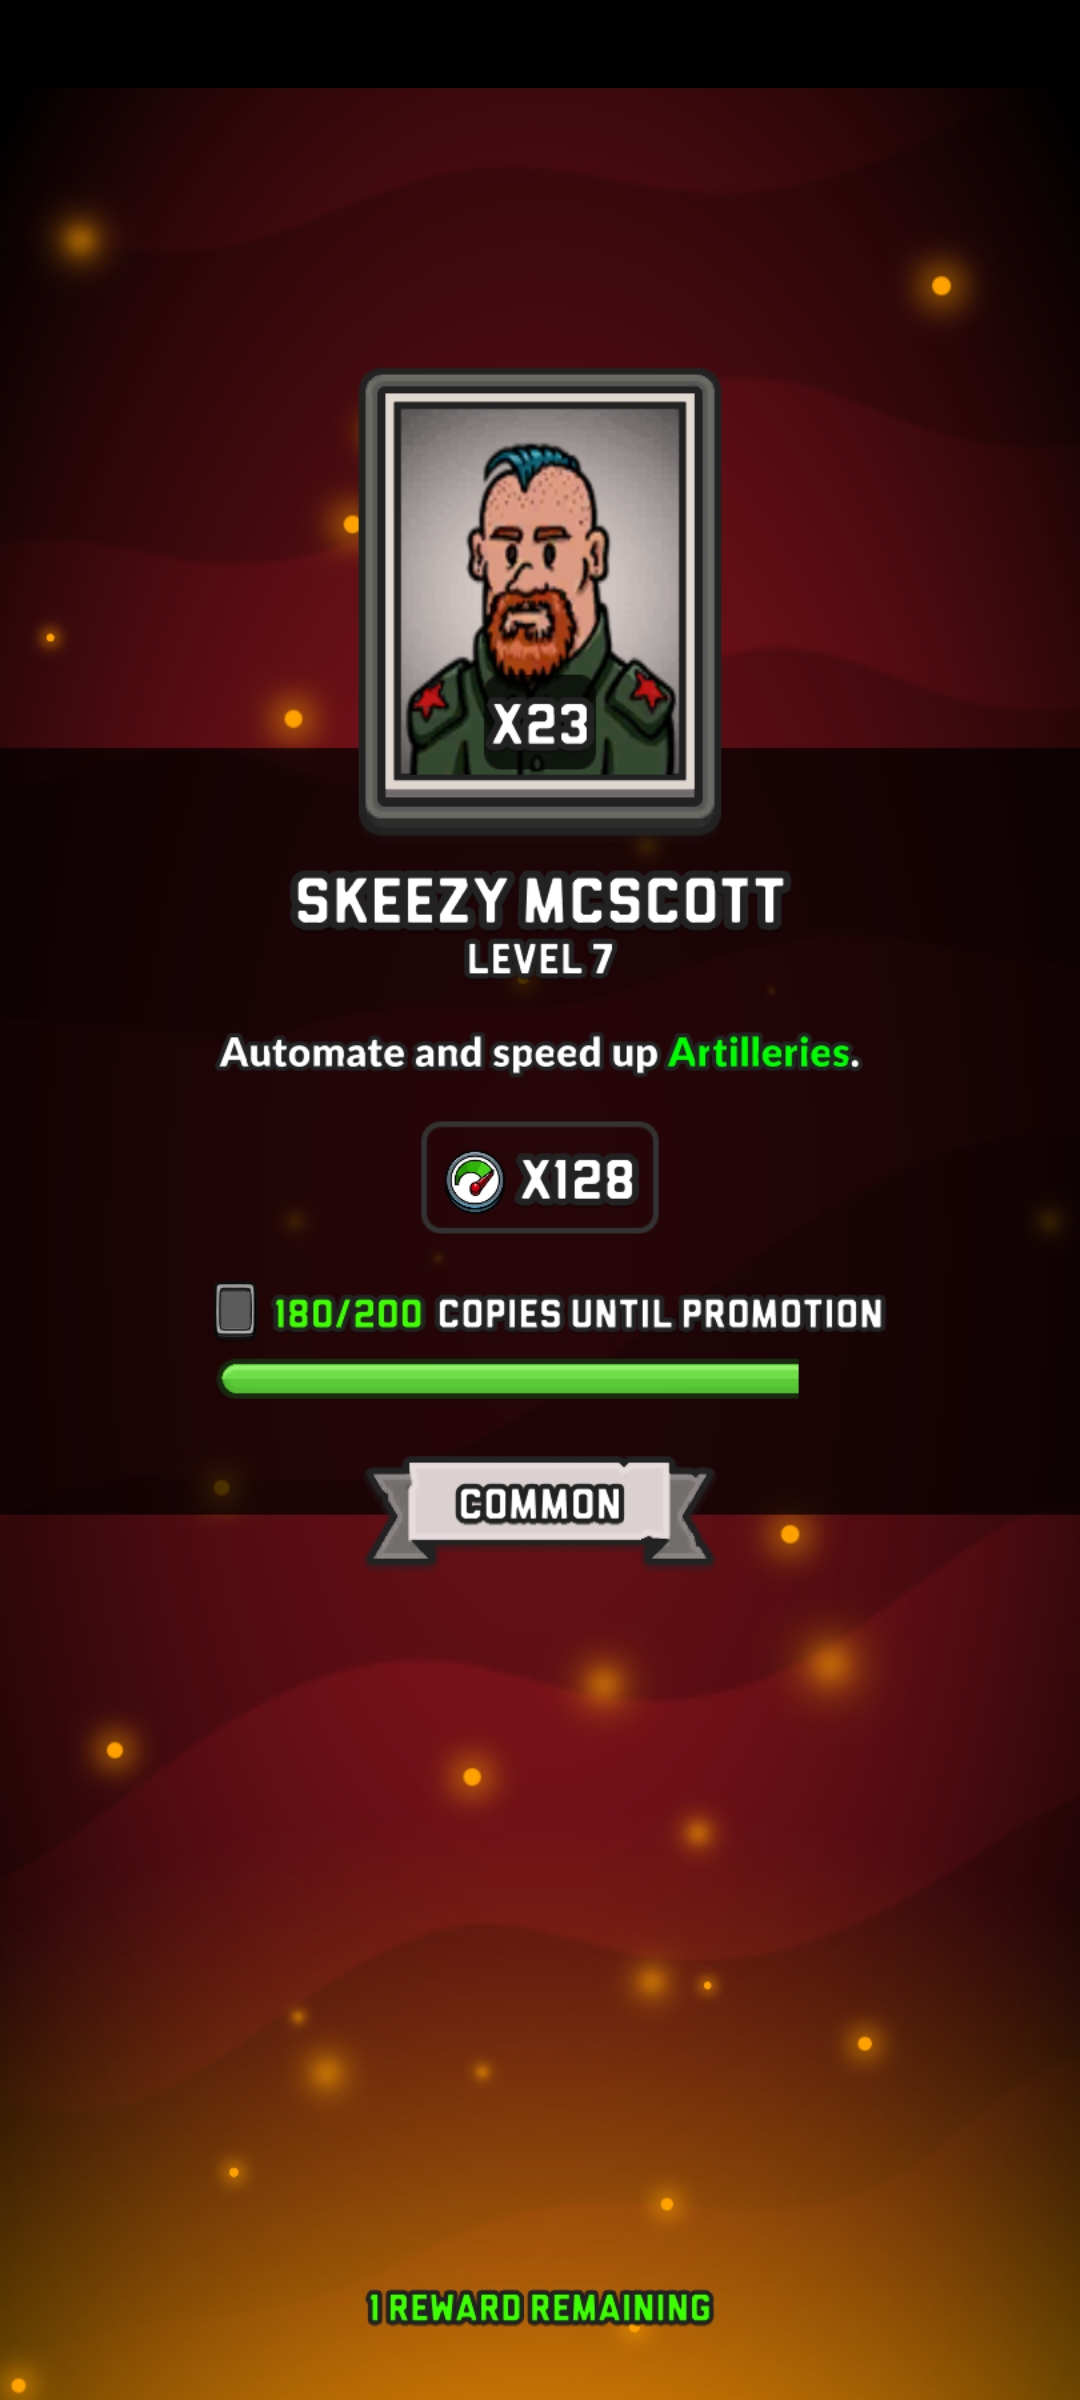 X23
SKEEZY MCSCOTT
LEVEL 7
Automate and speed up Artilleries.
X128
180/200 COPIES UNTIL PROMOTION
COMMON
1 REWARD REMAINING